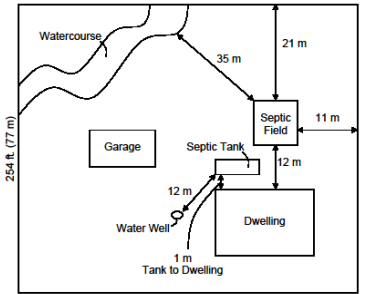 Watercourse
21 m
35 m
Septic
Field
11 m
254 ft. (77 m)
Garage
Septic Tank
12 m
12 m
Water Well
Dwelling
1 m
Tank to Dwelling